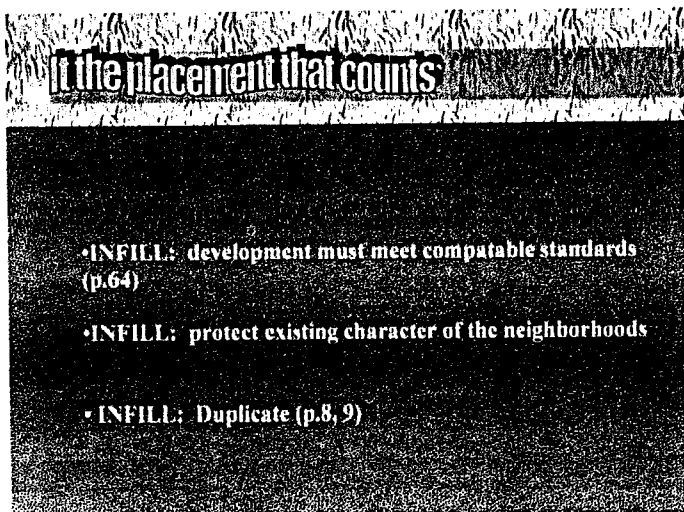 It the placement that counts
•INFILL: development must meet compatable standards
(p.64)
•INFILL: protect existing character of the neighborhoods
• INFILL: Duplicate (p.8, 9)